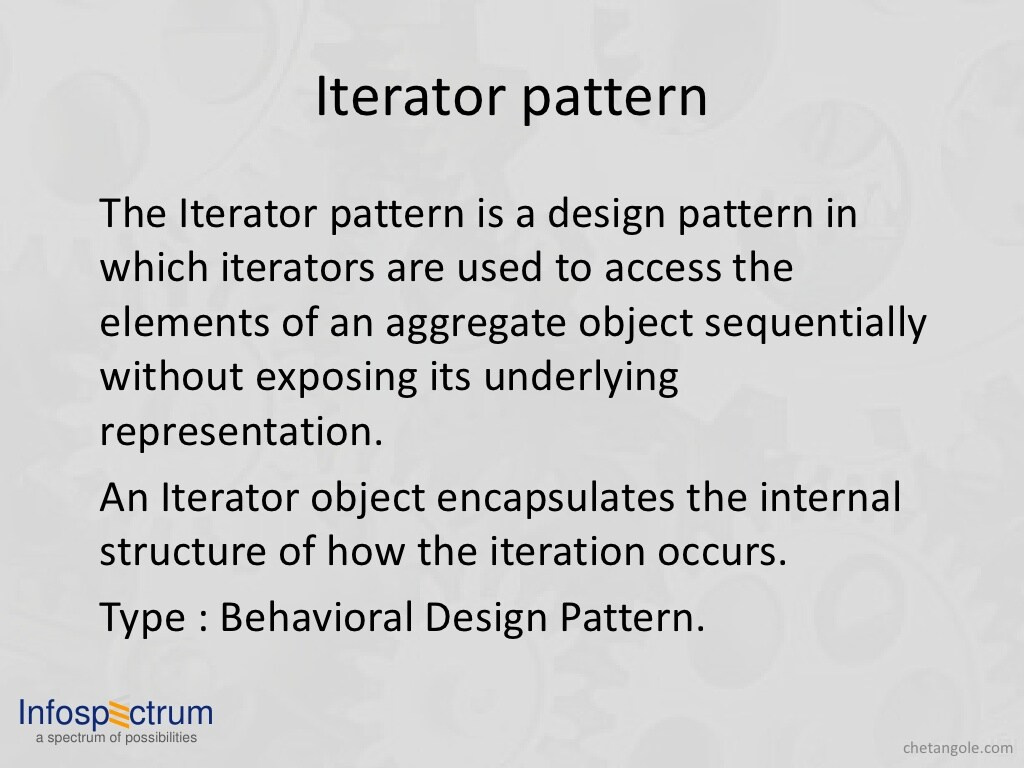 Iterator pattern
The Iterator pattern is a design pattern in
which iterators are used to access the
elements of an aggregate object sequentially
without exposing its underlying
representation.
An Iterator object encapsulates the internal
structure of how the iteration occurs.
Type : Behavioral Design Pattern.
Infospectrum
a spectrum of possibilities
chetangole.com